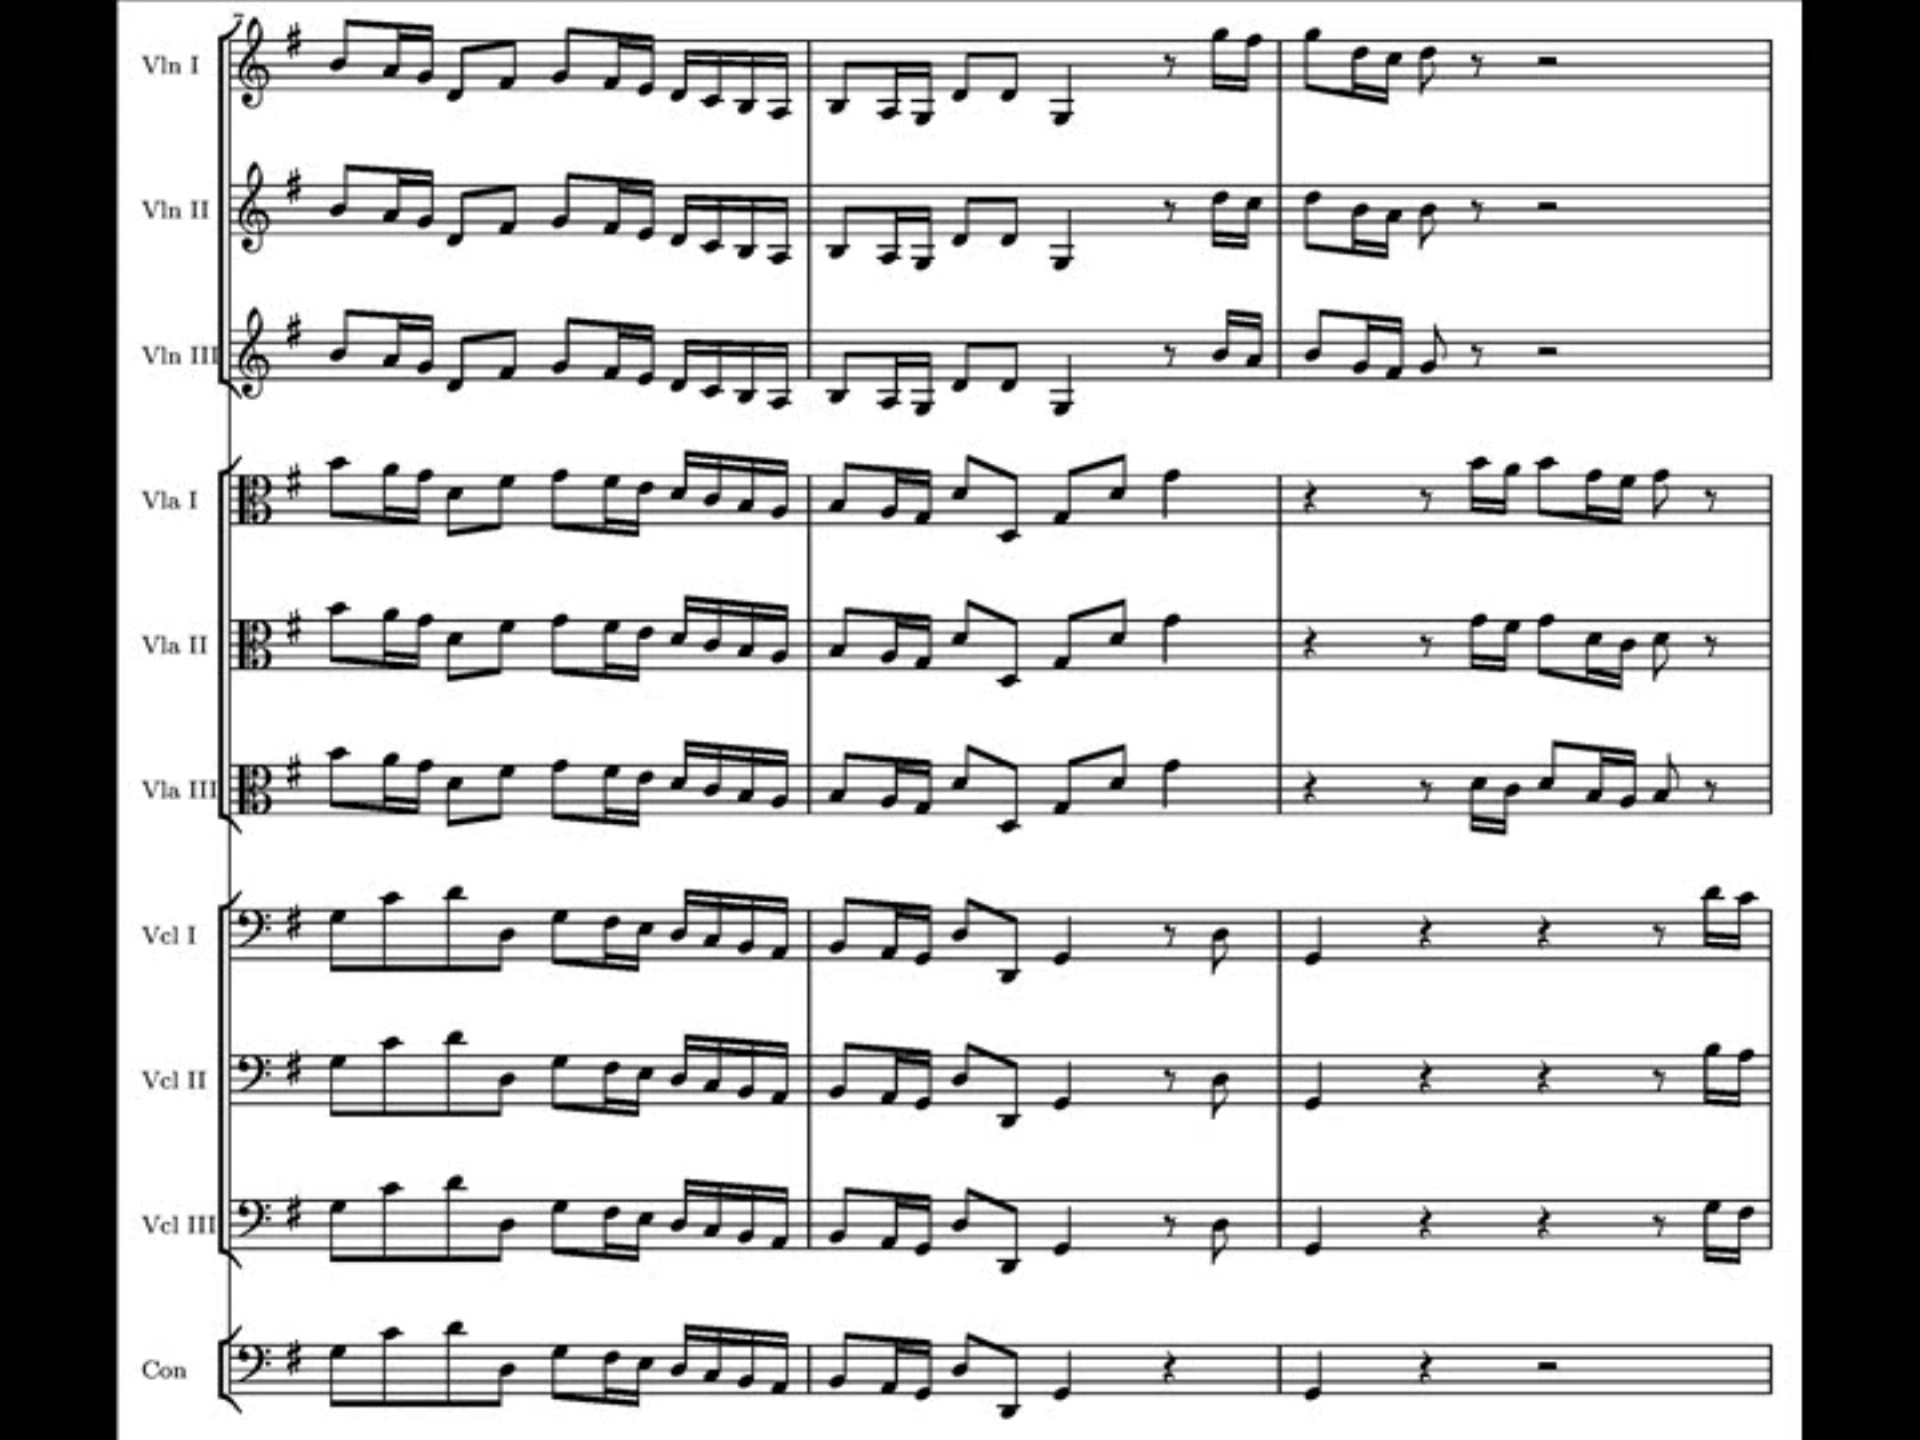 7
Vln I
Vln II
Vln III
Vla I
Vla II
Vla III
Vcl I
Vcl II
Vcl III
Con